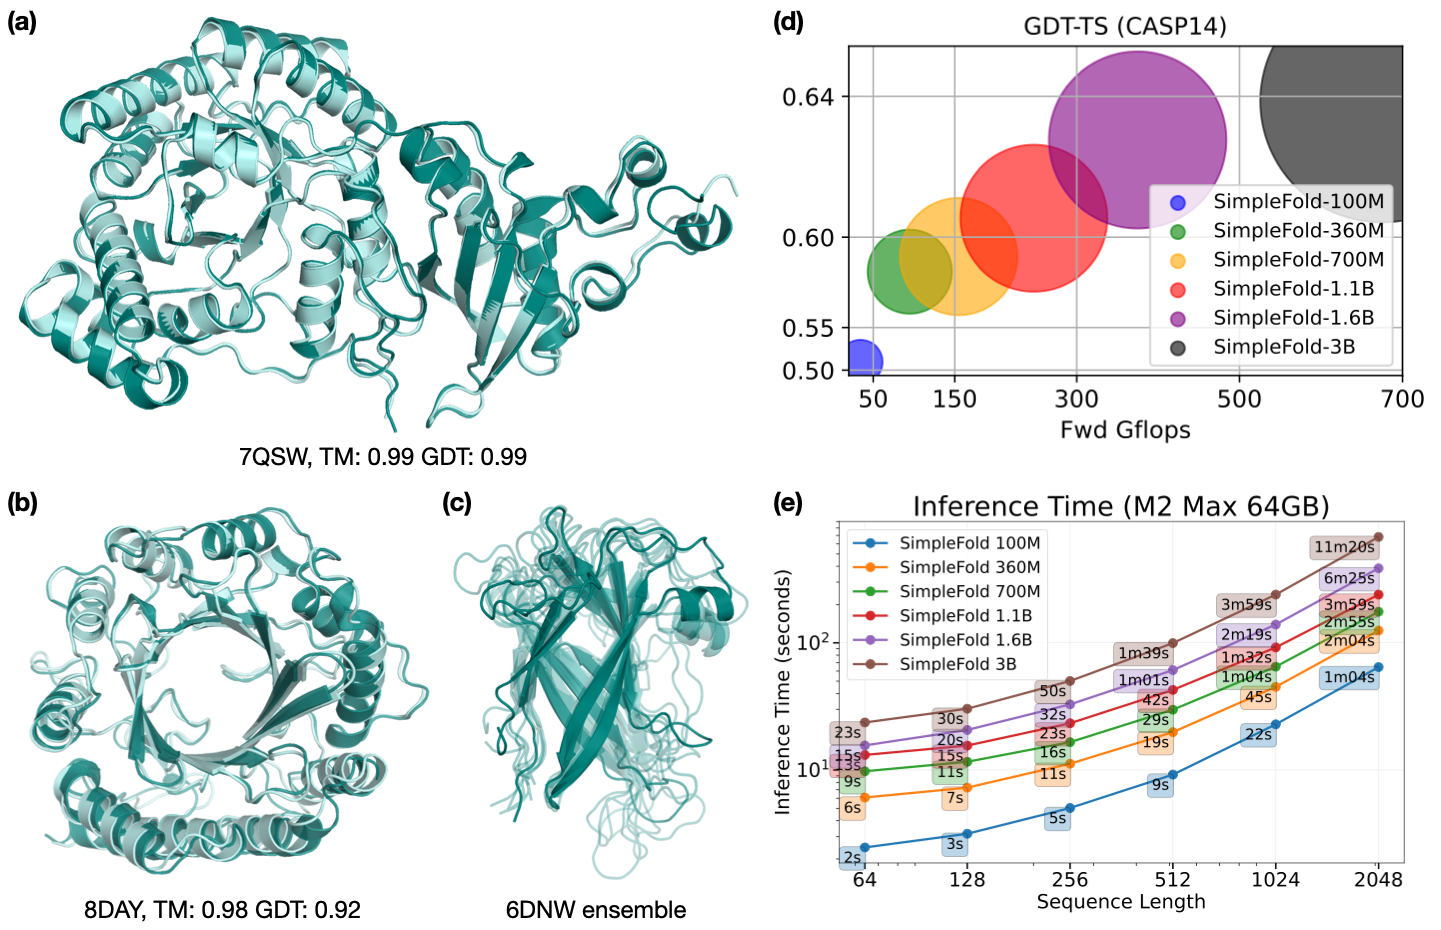 (a)
7QSW, TM: 0.99 GDT: 0.99
(b)
8DAY, TM: 0.98 GDT: 0.92
(c)
6DNW ensemble
(d)
GDT-TS (CASP14)
0.64
0.60
0.55
0.50
50 150 300 500 700
Fwd Gflops
SimpleFold-100M
SimpleFold-360M
SimpleFold-700M
SimpleFold-1.1B
SimpleFold-1.6B
SimpleFold-3B
(e)
Inference Time (M2 Max 64GB)
Inference Time (seconds)
10²
10¹
SimpleFold 100M
SimpleFold 360M
SimpleFold 700M
SimpleFold 1.1B
SimpleFold 1.6B
SimpleFold 3B
23s 30s 50s 1m39s 3m59s 11m20s
15s 20s 32s 1m01s 2m19s 6m25s
13s 15s 23s 42s 1m32s 3m59s
9s 11s 16s 29s 1m04s 2m55s
6s 7s 11s 19s 45s 2m04s
2s 3s 5s 9s 22s 1m04s
64 128 256 512 1024 2048
Sequence Length